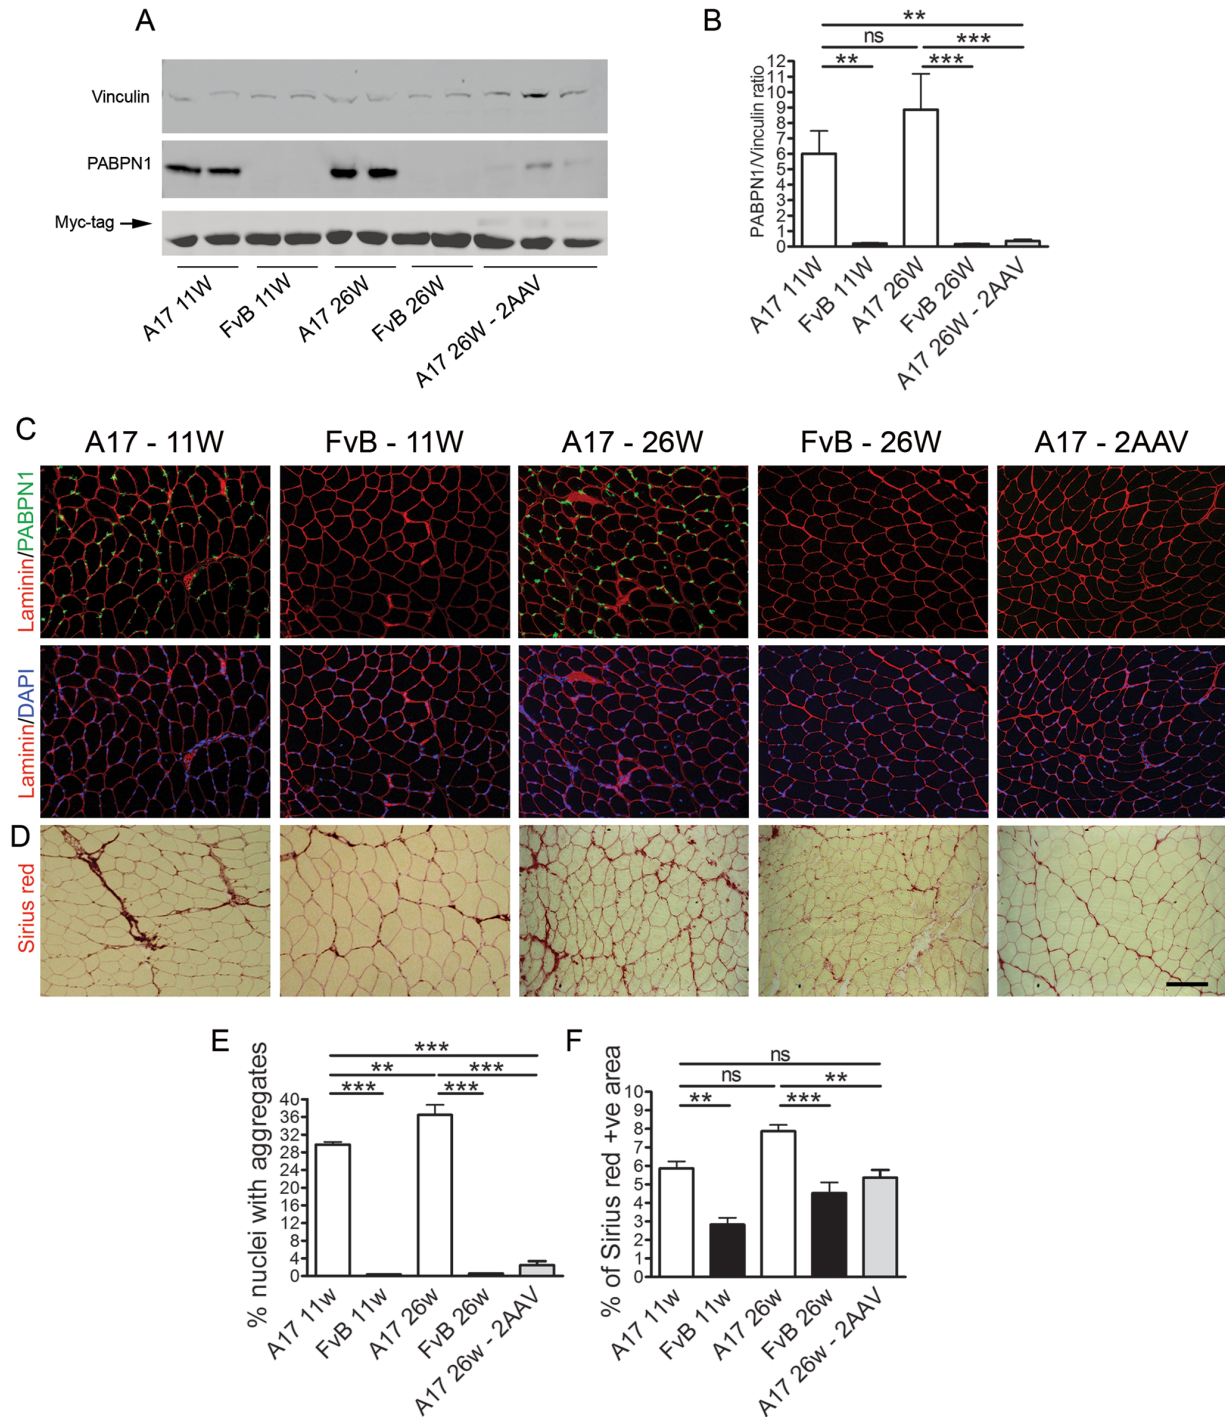 A
Vinculin
PABPN1
Myc-tag
A17 11W
FvB 11W
A17 26W
FvB 26W
A17 26W - 2AAV
B
**
ns
***
**
***
PABPN1/Vinculin ratio
12
11
10
9
8
7
6
5
4
3
2
1
0
A17 11W
FvB 11W
A17 26W
FvB 26W
A17 26W - 2AAV
C
A17 - 11W
FvB - 11W
A17 - 26W
FvB - 26W
A17 - 2AAV
Laminin/PABPN1
Laminin/DAPI
D
Sirius red
E
***
**
***
***
***
% nuclei with aggregates
40
36
32
28
24
20
16
12
8
4
0
A17 11w
FvB 11w
A17 26w
FvB 26w
A17 26w - 2AAV
F
ns
ns
**
**
***
% of Sirius red +ve area
10
9
8
7
6
5
4
3
2
1
0
A17 11w
FvB 11w
A17 26w
FvB 26w
A17 26w - 2AAV